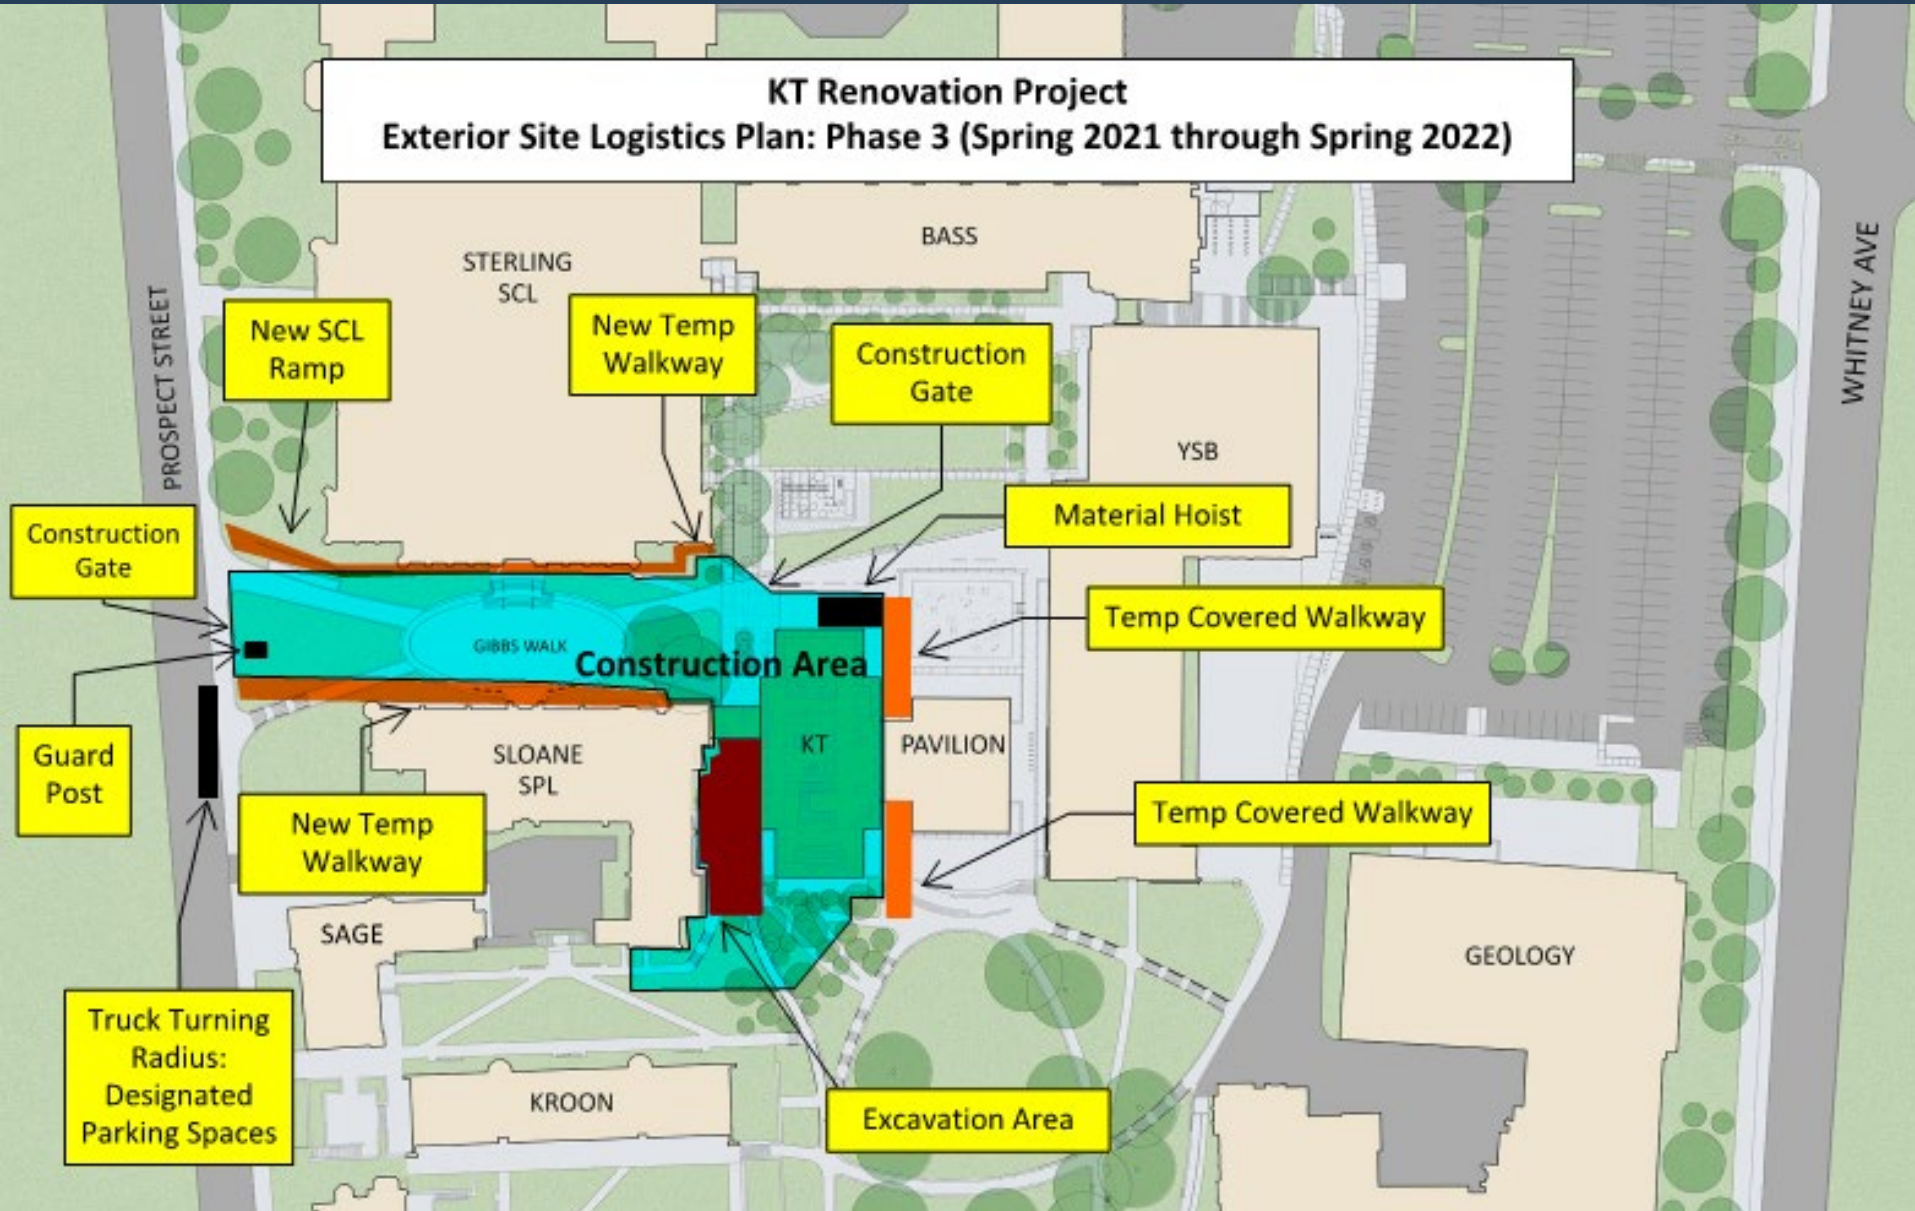 KT Renovation Project
Exterior Site Logistics Plan: Phase 3 (Spring 2021 through Spring 2022)
BASS
STERLING
SCL
WHITNEY AVE
PROSPECT STREET
New SCL
Ramp
New Temp
Walkway
Construction
Gate
YSB
Material Hoist
Construction
Gate
Temp Covered Walkway
GIBBS WALK
Construction Area
Guard
Post
SLOANE
SPL
KT
PAVILION
New Temp
Walkway
Temp Covered Walkway
SAGE
GEOLOGY
Truck Turning
Radius:
Designated
Parking Spaces
KROON
Excavation Area